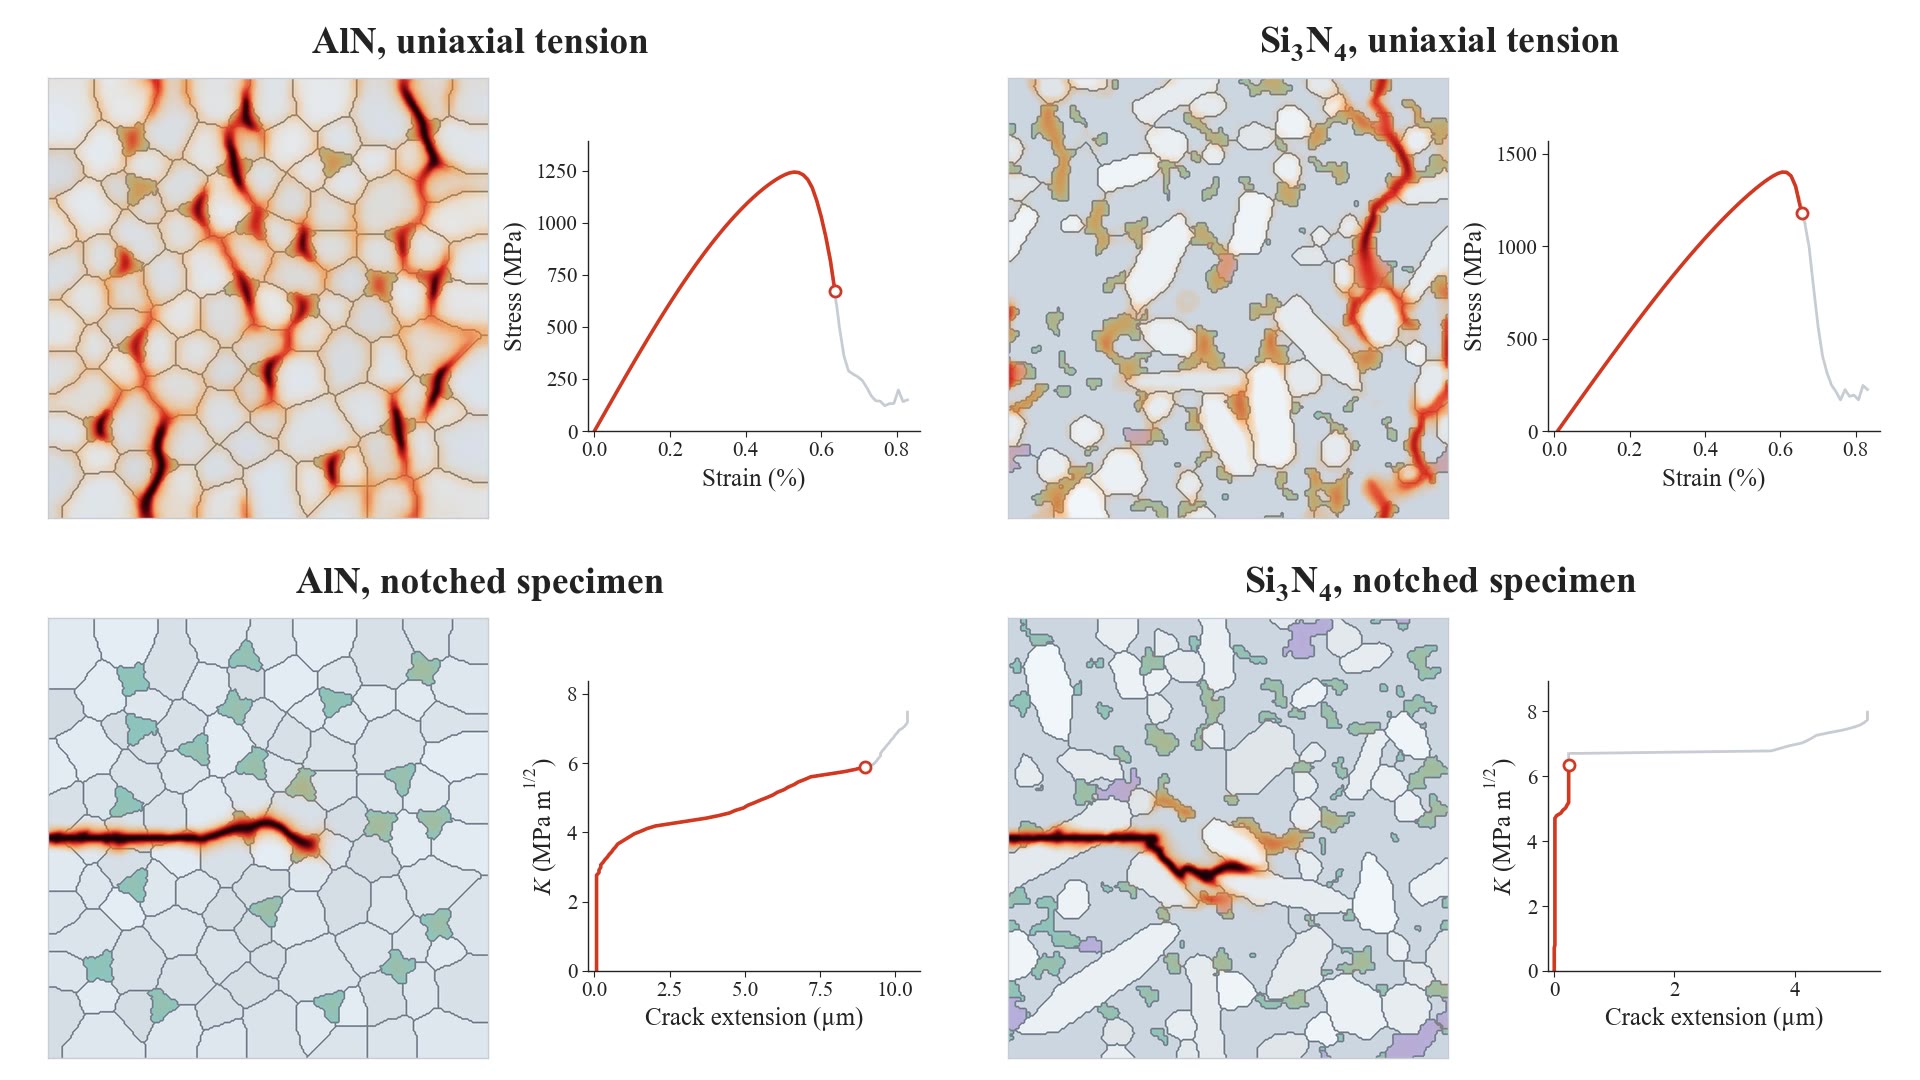 AlN, uniaxial tension
Stress (MPa)
1250
1000
750
500
250
0
0.0 0.2 0.4 0.6 0.8
Strain (%)
Si₃N₄, uniaxial tension
Stress (MPa)
1500
1000
500
0
0.0 0.2 0.4 0.6 0.8
Strain (%)
AlN, notched specimen
K (MPa m¹/²)
8
6
4
2
0
0.0 2.5 5.0 7.5 10.0
Crack extension (µm)
Si₃N₄, notched specimen
K (MPa m¹/²)
8
6
4
2
0
0 2 4
Crack extension (µm)